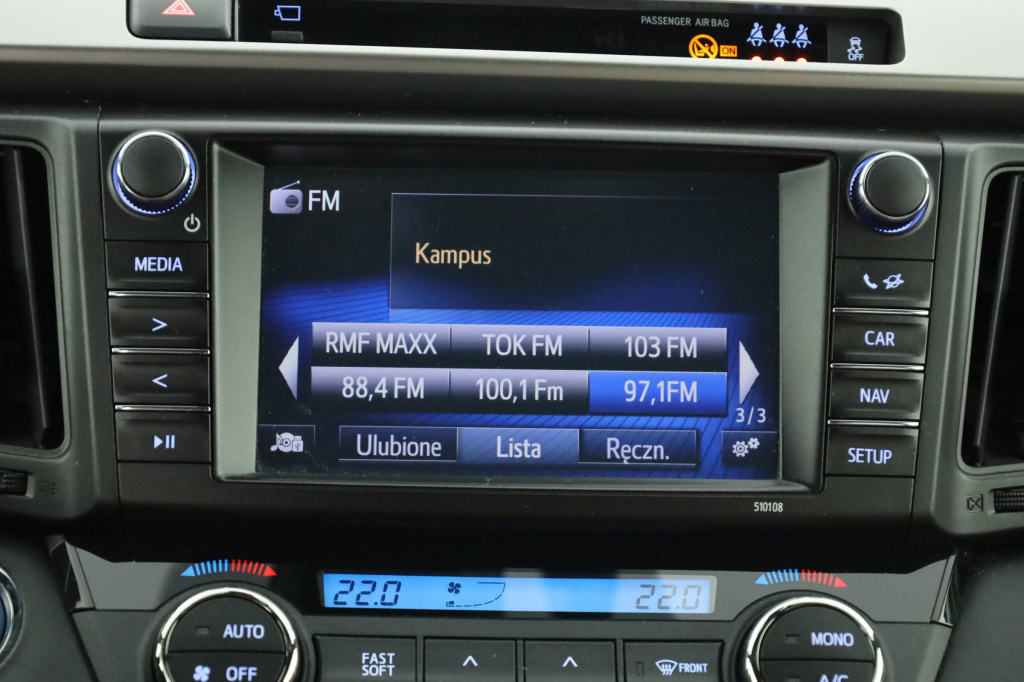 PASSENGER AIR BAG
ON
OFF
FM
Kampus
MEDIA
>
<
CAR
NAV
SETUP
RMF MAXX TOK FM 103 FM
88,4 FM 100,1 Fm 97,1FM
3/3
Ulubione Lista Ręczn.
510108
22.0 22.0
AUTO
OFF
FAST
SOFT
FRONT
MONO
A/C